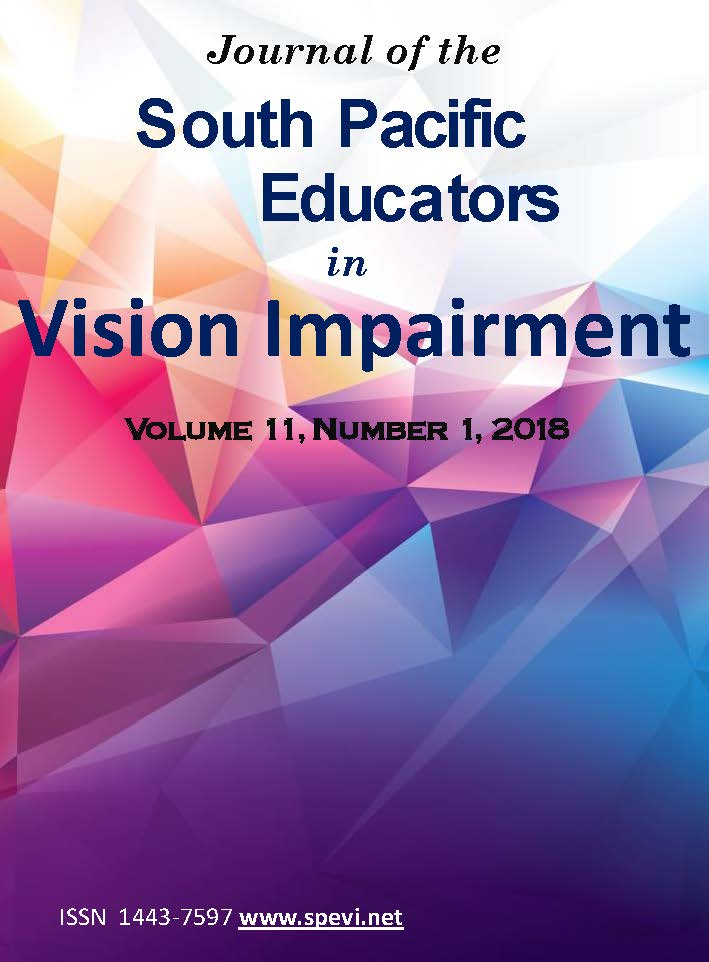 Journal of the
South Pacific
Educators
in
Vision Impairment
VOLUME 11, NUMBER 1, 2018
ISSN 1443-7597 www.spevi.net